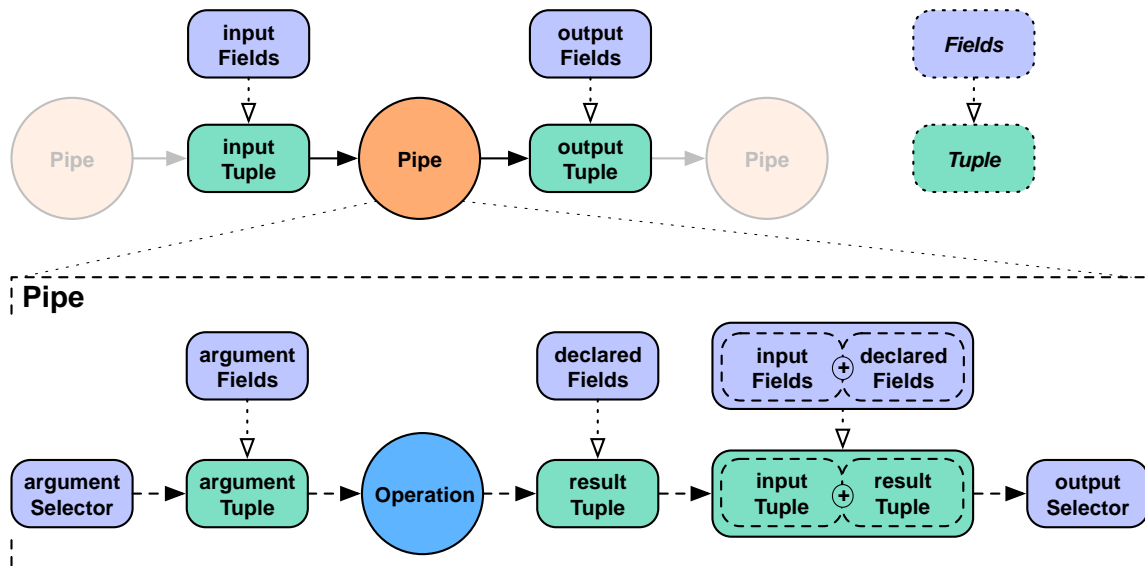 input
Fields
output
Fields
Fields
Pipe
input
Tuple
Pipe
output
Tuple
Pipe
Tuple
Pipe
argument
Fields
declared
Fields
input
Fields
+
declared
Fields
argument
Selector
argument
Tuple
Operation
result
Tuple
input
Tuple
+
result
Tuple
output
Selector